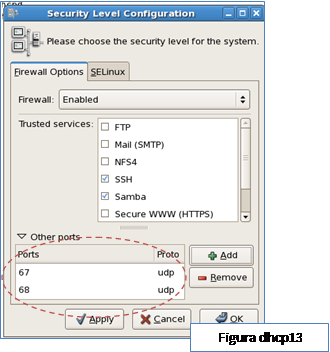 Security Level Configuration
Please choose the security level for the system.
Firewall Options SELinux
Firewall: Enabled
Trusted services:
FTP
Mail (SMTP)
NFS4
SSH
Samba
Secure WWW (HTTPS)
Other ports
Ports Proto
67 udp
68 udp
Add
Remove
Apply Cancel OK
Figura dhcp13